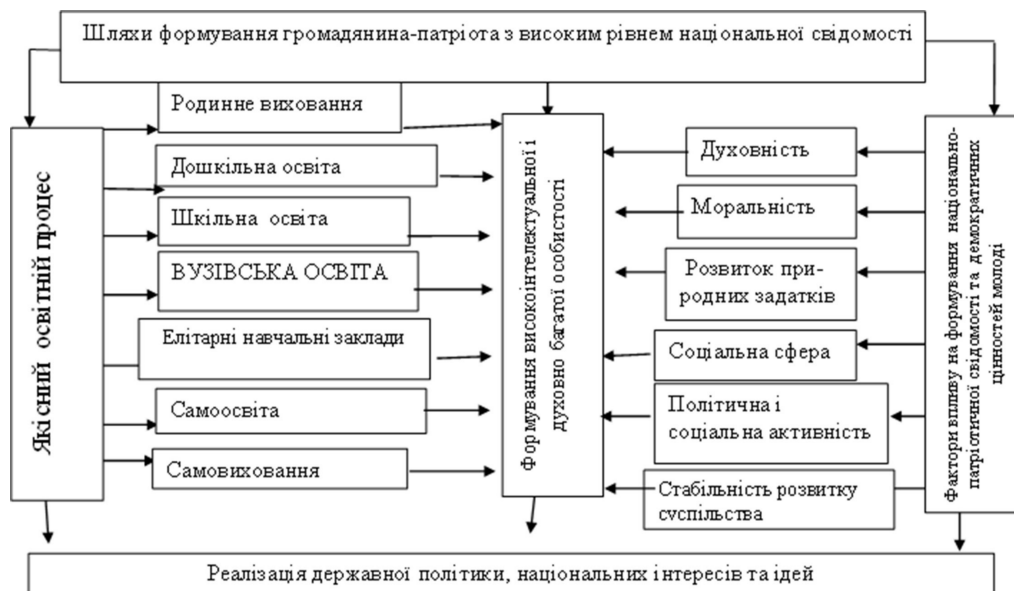 Шляхи формування громадянина-патріота з високим рівнем національної свідомості
Якісний освітній процес
Родинне виховання
Дошкільна освіта
Шкільна освіта
ВУЗІВСЬКА ОСВІТА
Елітарні навчальні заклади
Самоосвіта
Самовиховання
Формування високоінтелектуальної і
духовно багатої особистості
Духовність
Моральність
Розвиток при-
родних задатків
Соціальна сфера
Політична і
соціальна активність
Стабільність розвитку
суспільства
Фактори впливу на формування національно-
патріотичної свідомості та демократичних
цінностей молоді
Реалізація державної політики, національних інтересів та ідей